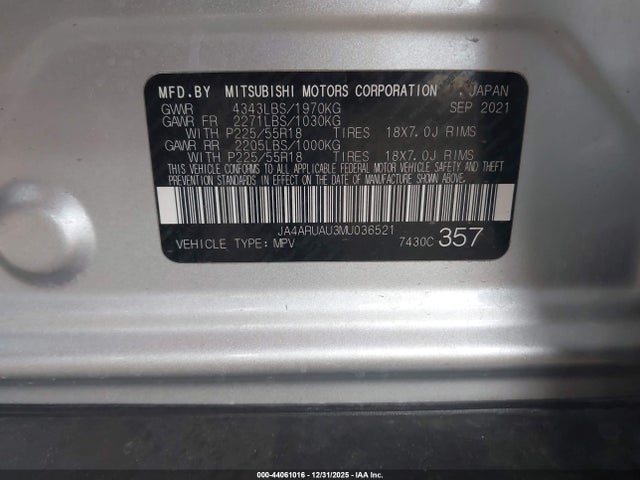 MFD.BY MITSUBISHI MOTORS CORPORATION JAPAN
GVWR 4343LBS/1970KG SEP 2021
GAWR FR 2271LBS/1030KG
WITH P225/55R18 TIRES 18X7.0J RIMS
GAWR RR 2205LBS/1000KG
WITH P225/55R18 TIRES 18X7.0J RIMS
THIS VEHICLE CONFORMS TO ALL APPLICABLE FEDERAL MOTOR VEHICLE SAFETY AND THEFT
PREVENTION STANDARDS IN EFFECT ON THE DATE OF MANUFACTURE SHOWN ABOVE.
JA4ARUAU3MU036521
VEHICLE TYPE: MPV 7430C 357
000-44061016 - 12/31/2025 - IAA Inc.